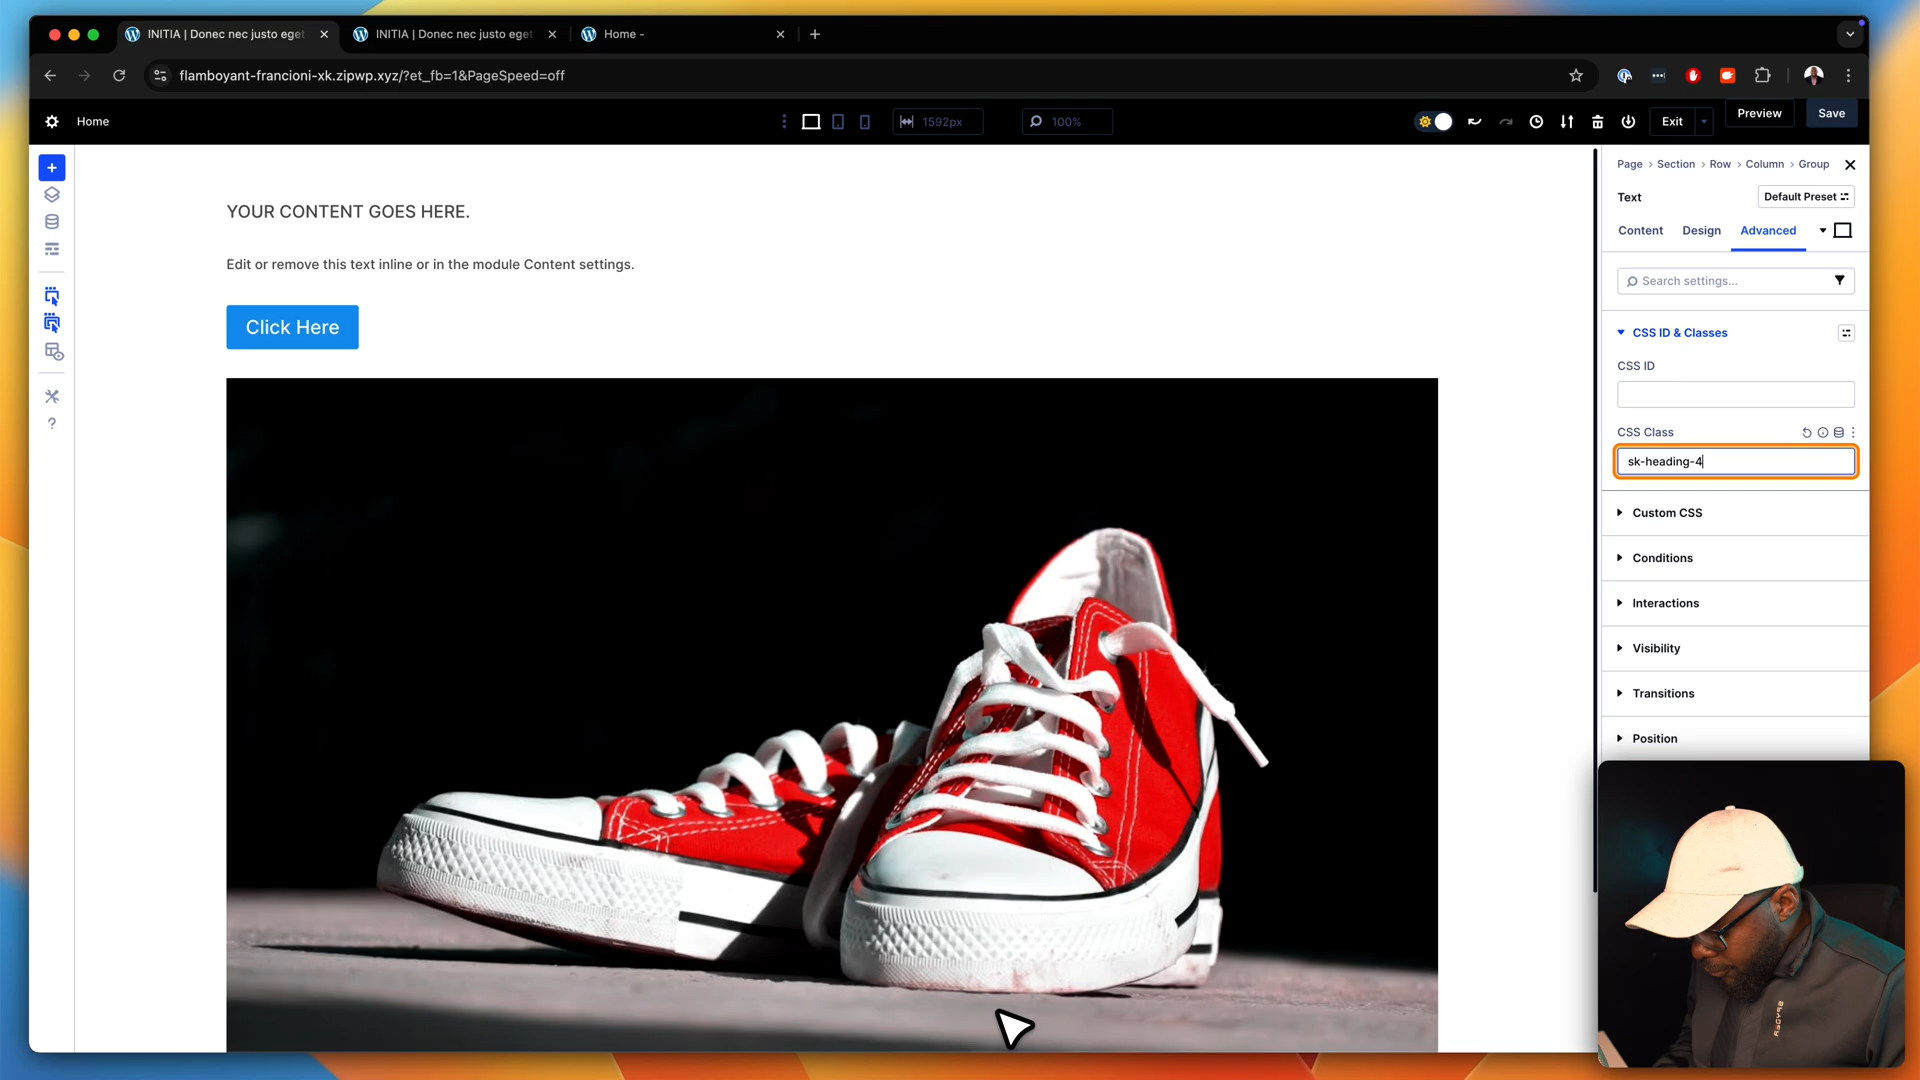 INITIA | Donec nec justo eget
INITIA | Donec nec justo eget
Home -
flamboyant-francioni-xk.zipwp.xyz/?et_fb=1&PageSpeed=off
Home
1592px
100%
Exit
Preview
Save
Page
Section
Row
Column
Group
Text
Default Preset
Content
Design
Advanced
Search settings...
CSS ID & Classes
CSS ID
CSS Class
sk-heading-4
Custom CSS
Conditions
Interactions
Visibility
Transitions
Position
YOUR CONTENT GOES HERE.
Edit or remove this text inline or in the module Content settings.
Click Here